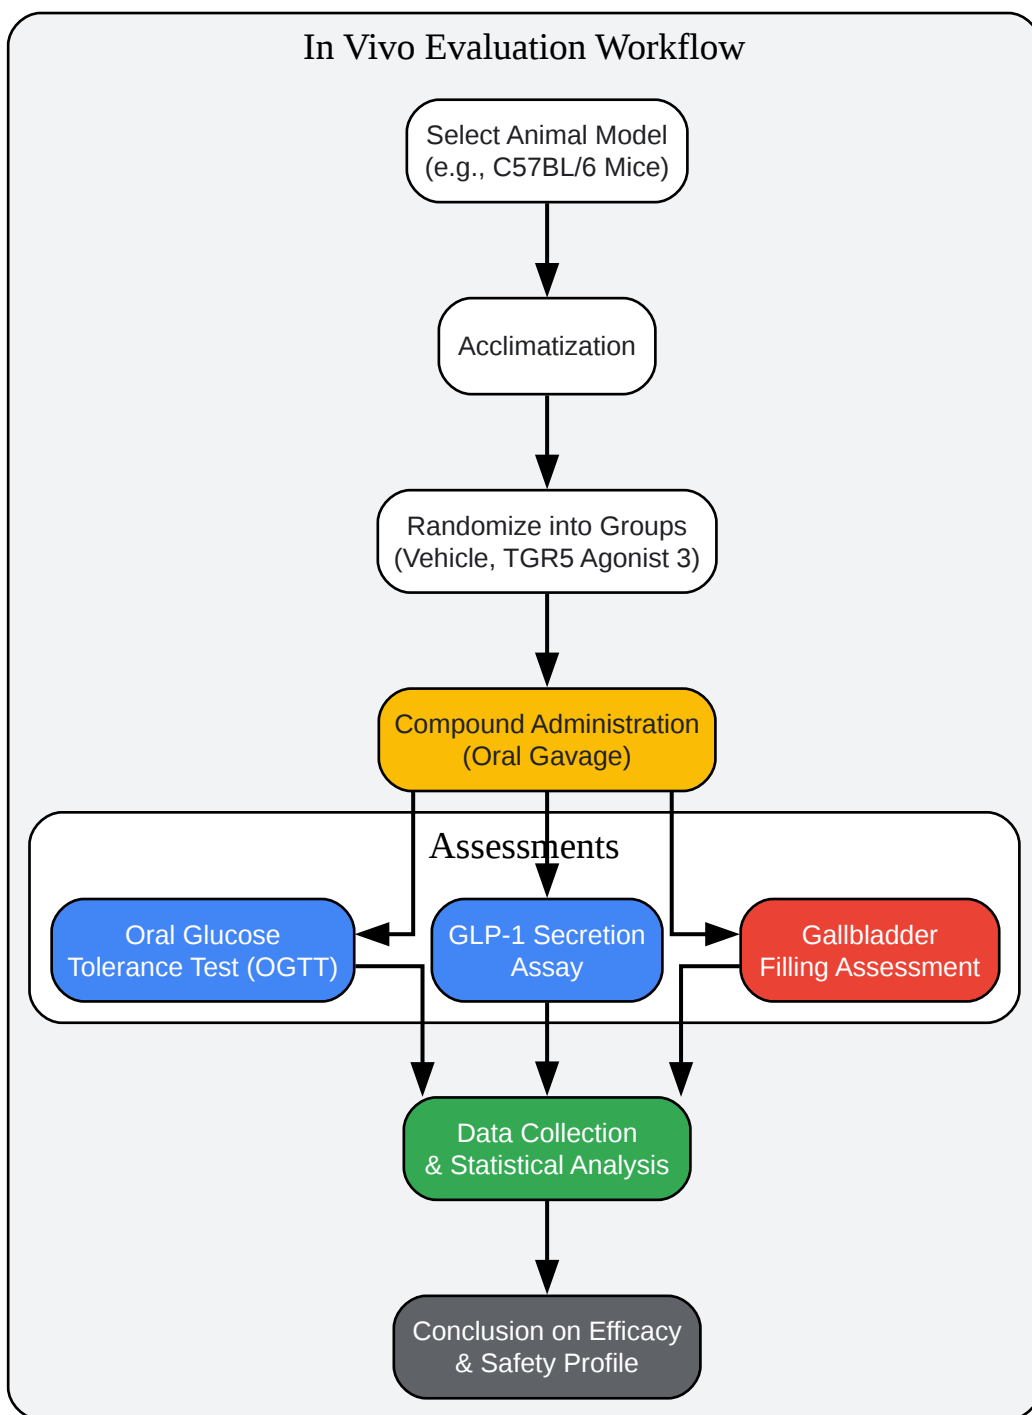 In Vivo Evaluation Workflow
Select Animal Model
(e.g., C57BL/6 Mice)
Acclimatization
Randomize into Groups
(Vehicle, TGR5 Agonist 3)
Compound Administration
(Oral Gavage)
Assessments
Oral Glucose
Tolerance Test (OGTT)
GLP-1 Secretion
Assay
Gallbladder
Filling Assessment
Data Collection
& Statistical Analysis
Conclusion on Efficacy
& Safety Profile